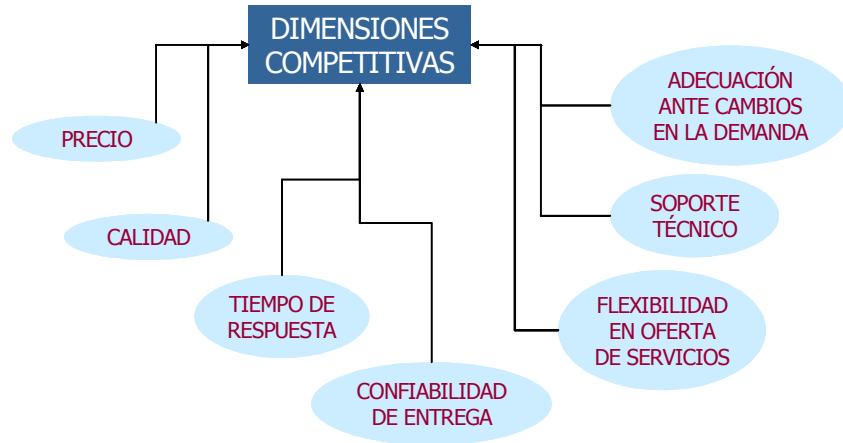 DIMENSIONES
COMPETITIVAS
PRECIO
CALIDAD
TIEMPO DE
RESPUESTA
CONFIABILIDAD
DE ENTREGA
ADECUACIÓN
ANTE CAMBIOS
EN LA DEMANDA
SOPORTE
TÉCNICO
FLEXIBILIDAD
EN OFERTA
DE SERVICIOS